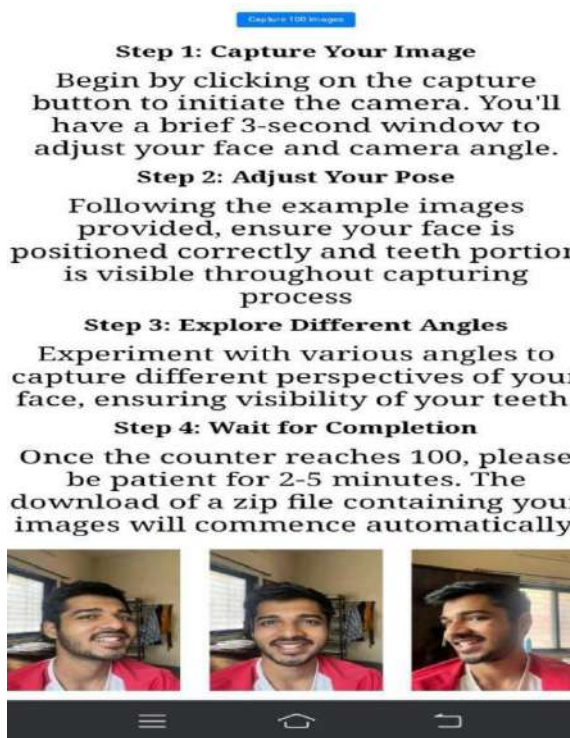 Capture 100 Images
Step 1: Capture Your Image
Begin by clicking on the capture
button to initiate the camera. You'll
have a brief 3-second window to
adjust your face and camera angle.
Step 2: Adjust Your Pose
Following the example images
provided, ensure your face is
positioned correctly and teeth portion
is visible throughout capturing
process
Step 3: Explore Different Angles
Experiment with various angles to
capture different perspectives of your
face, ensuring visibility of your teeth
Step 4: Wait for Completion
Once the counter reaches 100, please
be patient for 2-5 minutes. The
download of a zip file containing your
images will commence automatically